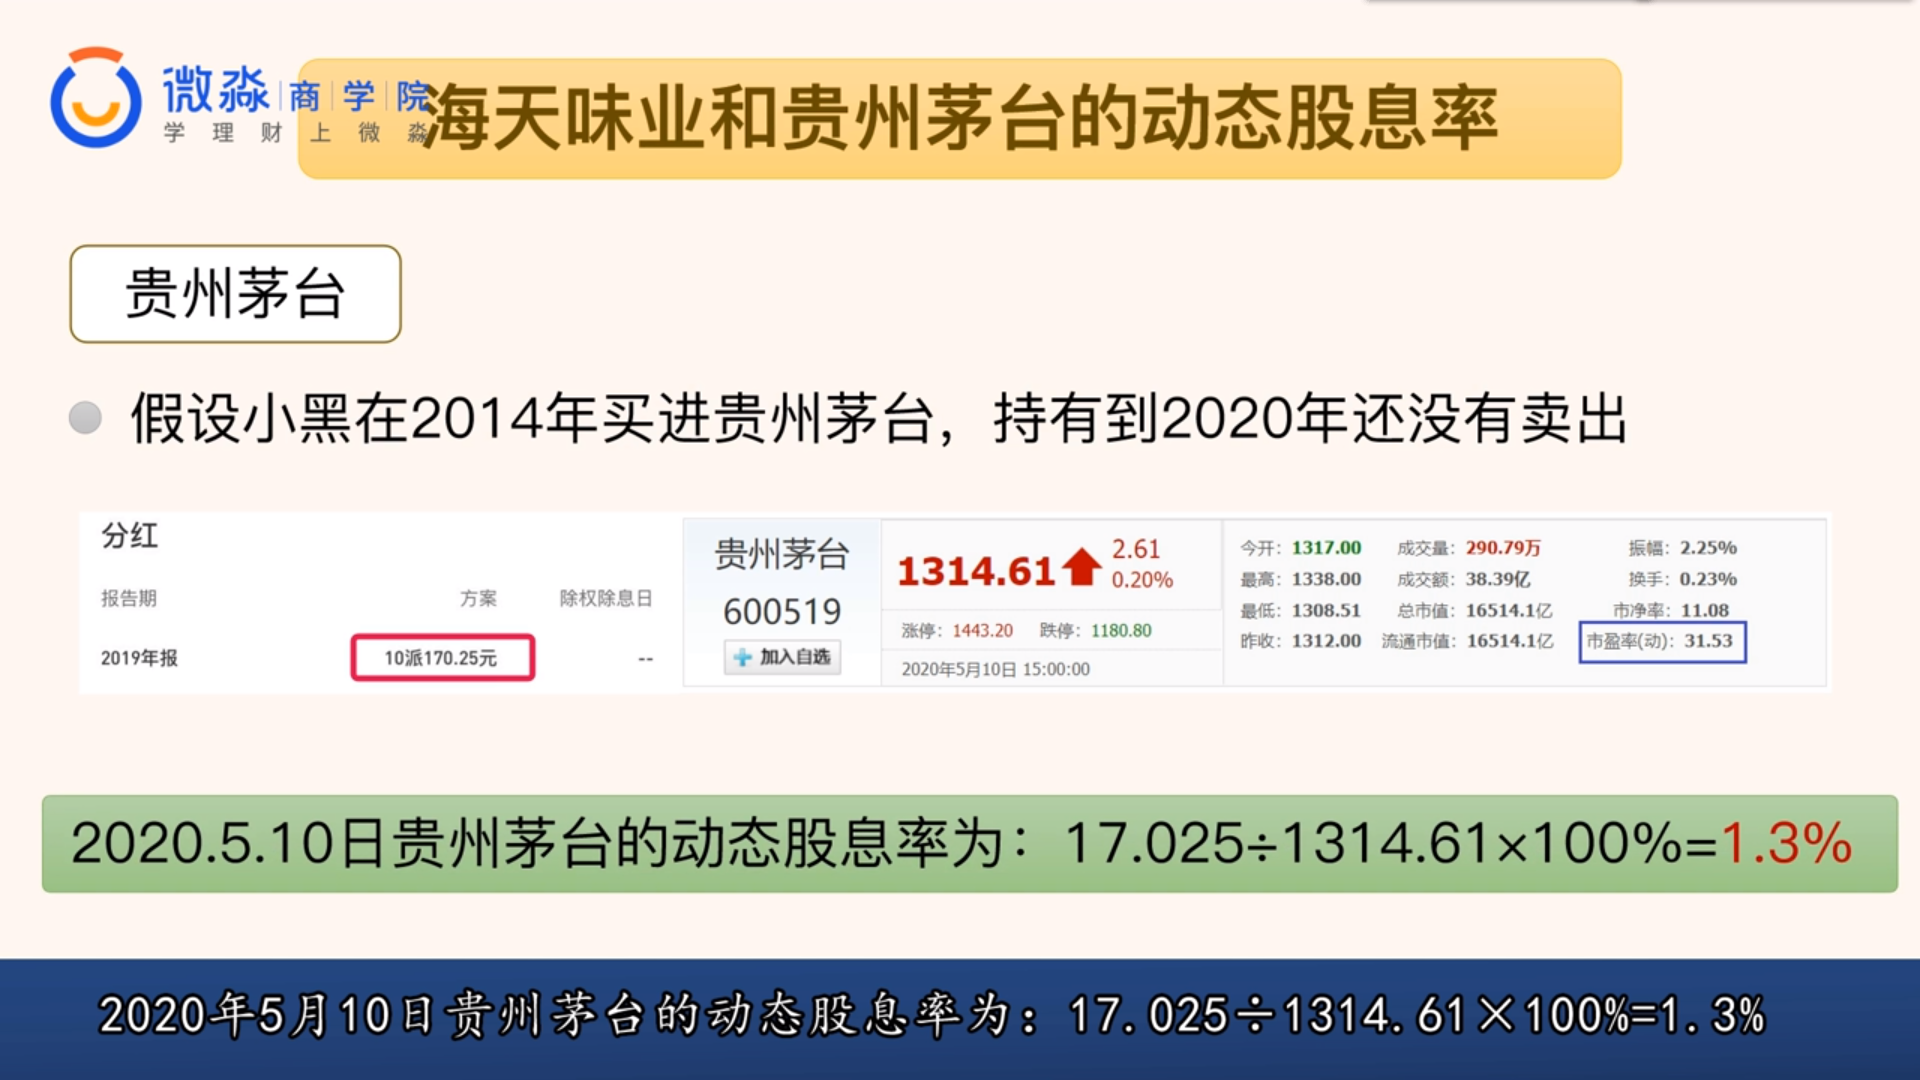 微淼 商 学 院
学理财上微淼
海天味业和贵州茅台的动态股息率
贵州茅台
假设小黑在2014年买进贵州茅台，持有到2020年还没有卖出
分红
报告期 方案 除权除息日
2019年报 10派170.25元 --
贵州茅台
600519
加入自选
1314.61 2.61 0.20%
涨停：1443.20 跌停：1180.80
2020年5月10日 15:00:00
今开：1317.00 成交量：290.79万 振幅：2.25%
最高：1338.00 成交额：38.39亿 换手：0.23%
最低：1308.51 总市值：16514.1亿 市净率：11.08
昨收：1312.00 流通市值：16514.1亿 市盈率(动)：31.53
2020.5.10日贵州茅台的动态股息率为：17.025÷1314.61×100%=1.3%
2020年5月10日贵州茅台的动态股息率为：17.025÷1314.61×100%=1.3%